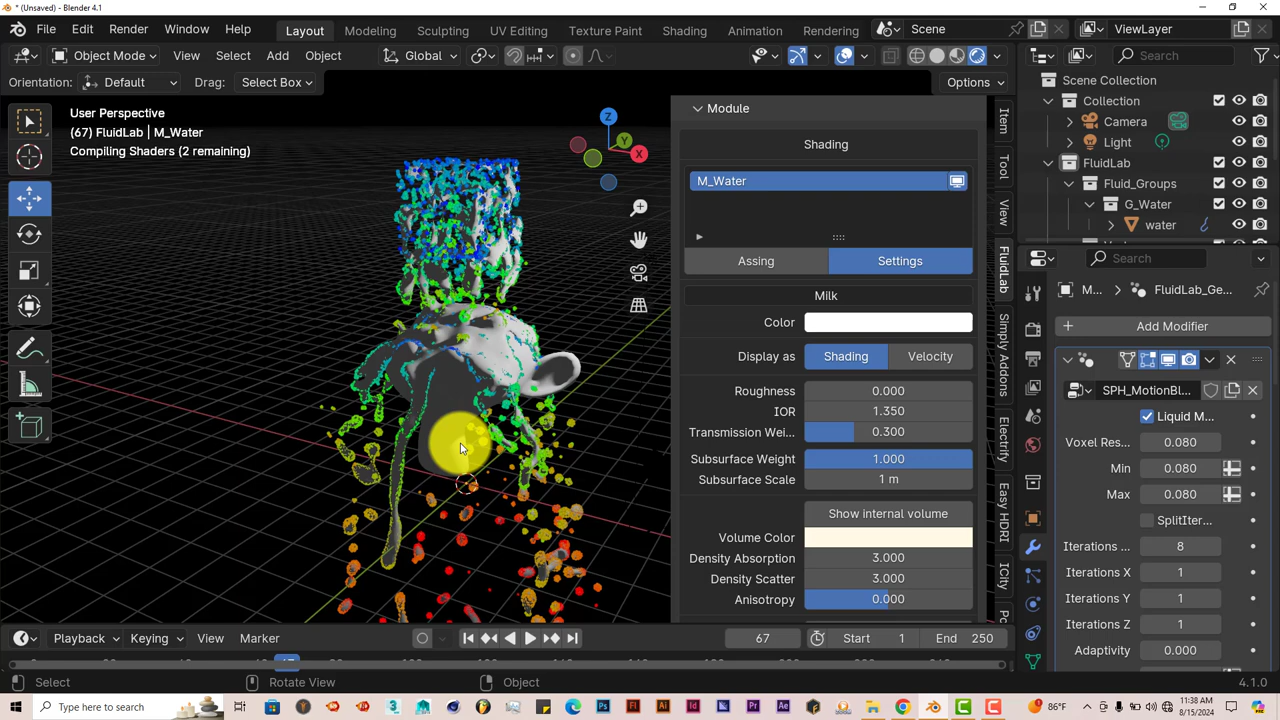 * (Unsaved) - Blender 4.1
File Edit Render Window Help Layout Modeling Sculpting UV Editing Texture Paint Shading Animation Rendering Scene ViewLayer
Object Mode View Select Add Object Global Search
Orientation: Default Drag: Select Box Options
User Perspective
(67) FluidLab | M_Water
Compiling Shaders (2 remaining)
Z
Y
X
Module
Shading
M_Water
Assing Settings
Milk
Color
Display as Shading Velocity
Roughness 0.000
IOR 1.350
Transmission Wei... 0.300
Subsurface Weight 1.000
Subsurface Scale 1 m
Show internal volume
Volume Color
Density Absorption 3.000
Density Scatter 3.000
Anisotropy 0.000
Item
Tool
View
FluidLab
Simply Addons
Electrify
Easy HDRI
ICity
Scene Collection
Collection
Camera
Light
FluidLab
Fluid_Groups
G_Water
water
Search
M... FluidLab_Ge...
Add Modifier
SPH_MotionBl...
Liquid M...
Voxel Res... 0.080
Min 0.080
Max 0.080
SplitIter...
Iterations ... 8
Iterations X 1
Iterations Y 1
Iterations Z 1
Adaptivity 0.000
Playback Keying View Marker 67 Start 1 End 250
Select Rotate View Object 4.1.0
Type here to search 86°F 11:38 AM
8/15/2024